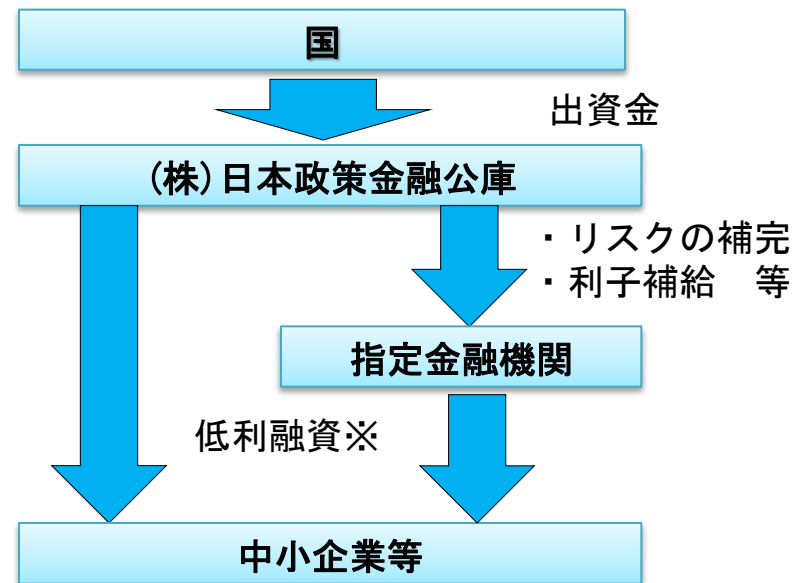 国
出資金
(株)日本政策金融公庫
・リスクの補完
・利子補給　等
指定金融機関
低利融資※
中小企業等